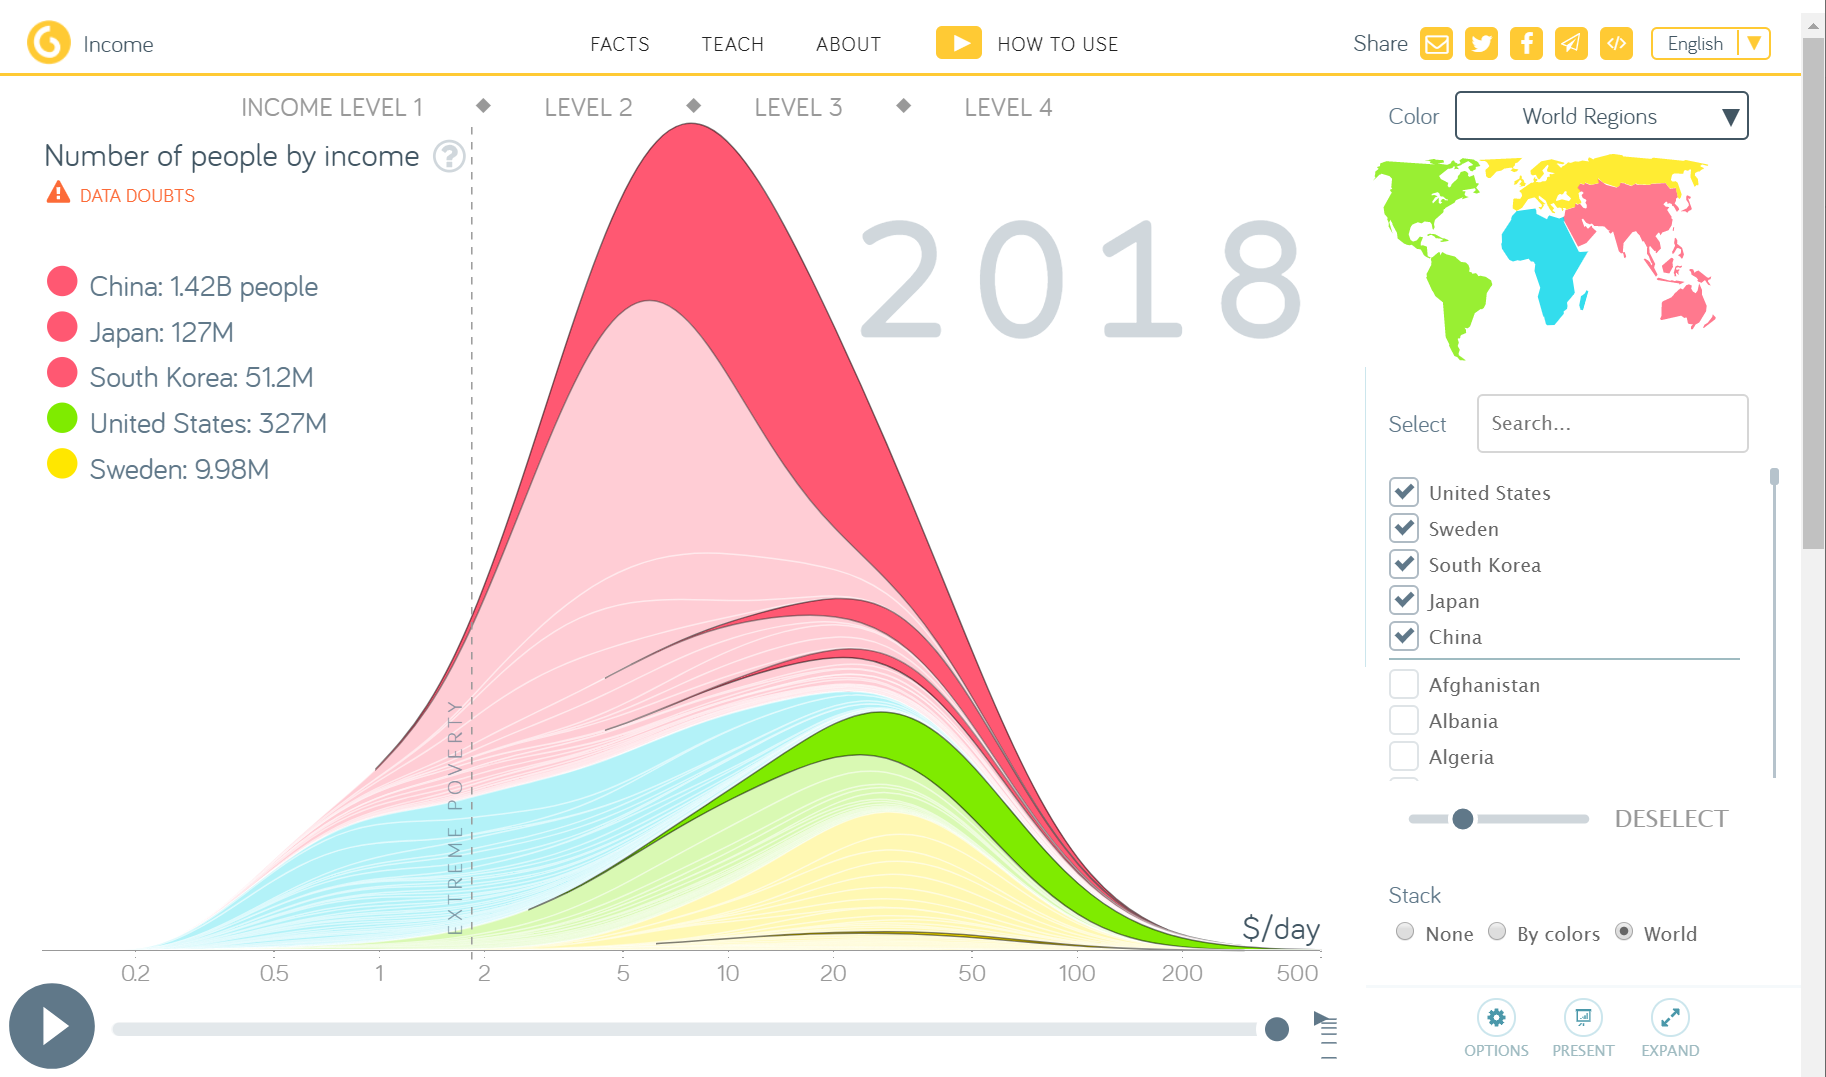 Income
FACTS TEACH ABOUT HOW TO USE
Share English
INCOME LEVEL 1 LEVEL 2 LEVEL 3 LEVEL 4
Number of people by income ?
DATA DOUBTS
2018
China: 1.42B people
Japan: 127M
South Korea: 51.2M
United States: 327M
Sweden: 9.98M
EXTREME POVERTY
$/day
0.2 0.5 1 2 5 10 20 50 100 200 500
Color World Regions
Select Search...
United States
Sweden
South Korea
Japan
China
Afghanistan
Albania
Algeria
DESELECT
Stack
None By colors World
OPTIONS PRESENT EXPAND